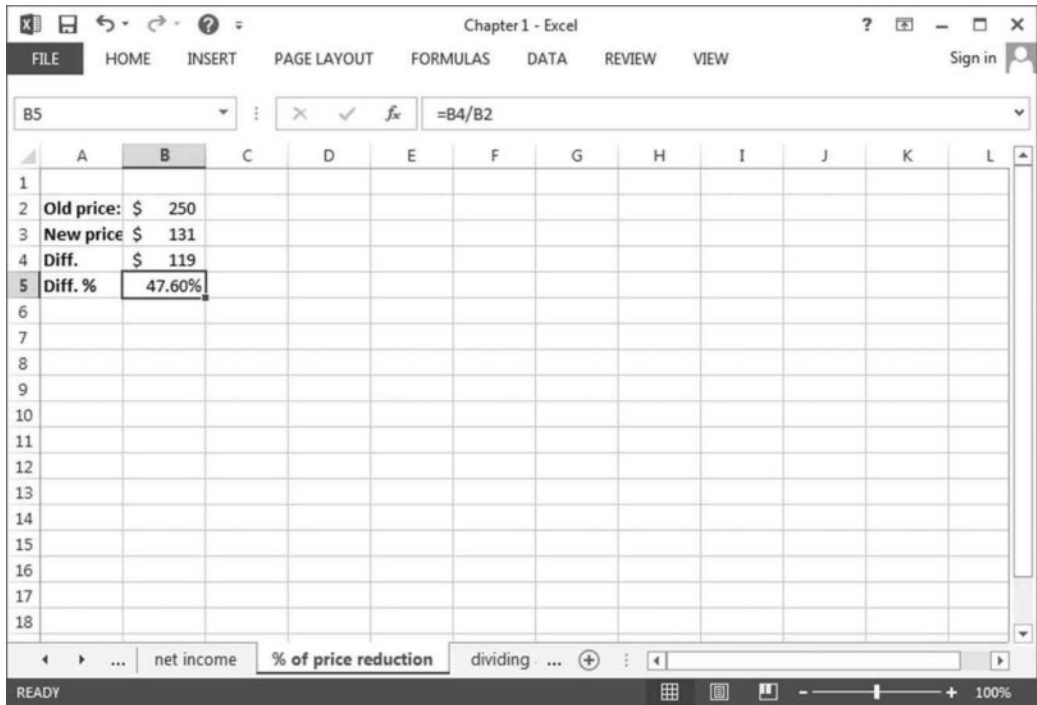 Chapter 1 - Excel
?
FILE HOME INSERT PAGE LAYOUT FORMULAS DATA REVIEW VIEW Sign in
B5 fx =B4/B2
A B C D E F G H I J K L
1
2 Old price: $ 250
3 New price $ 131
4 Diff. $ 119
5 Diff. % 47.60%
6
7
8
9
10
11
12
13
14
15
16
17
18
... net income % of price reduction dividing ...
READY 100%